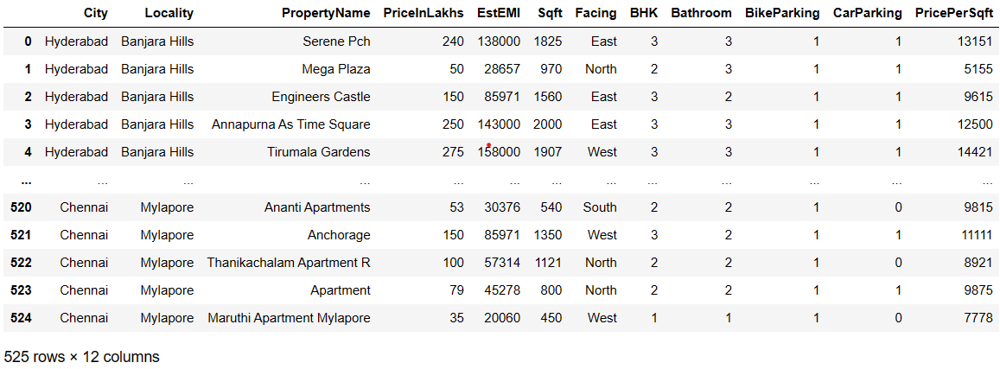 City Locality PropertyName PriceInLakhs EstEMI Sqft Facing BHK Bathroom BikeParking CarParking PricePerSqft
0 Hyderabad Banjara Hills Serene Pch 240 138000 1825 East 3 3 1 1 13151
1 Hyderabad Banjara Hills Mega Plaza 50 28657 970 North 2 3 1 1 5155
2 Hyderabad Banjara Hills Engineers Castle 150 85971 1560 East 3 2 1 1 9615
3 Hyderabad Banjara Hills Annapurna As Time Square 250 143000 2000 East 3 3 1 1 12500
4 Hyderabad Banjara Hills Tirumala Gardens 275 158000 1907 West 3 3 1 1 14421
... ... ... ... ... ... ... ... ... ... ... ... ...
520 Chennai Mylapore Ananti Apartments 53 30376 540 South 2 2 1 0 9815
521 Chennai Mylapore Anchorage 150 85971 1350 West 3 2 1 1 11111
522 Chennai Mylapore Thanikachalam Apartment R 100 57314 1121 North 2 2 1 0 8921
523 Chennai Mylapore Apartment 79 45278 800 North 2 2 1 1 9875
524 Chennai Mylapore Maruthi Apartment Mylapore 35 20060 450 West 1 1 1 0 7778
525 rows × 12 columns